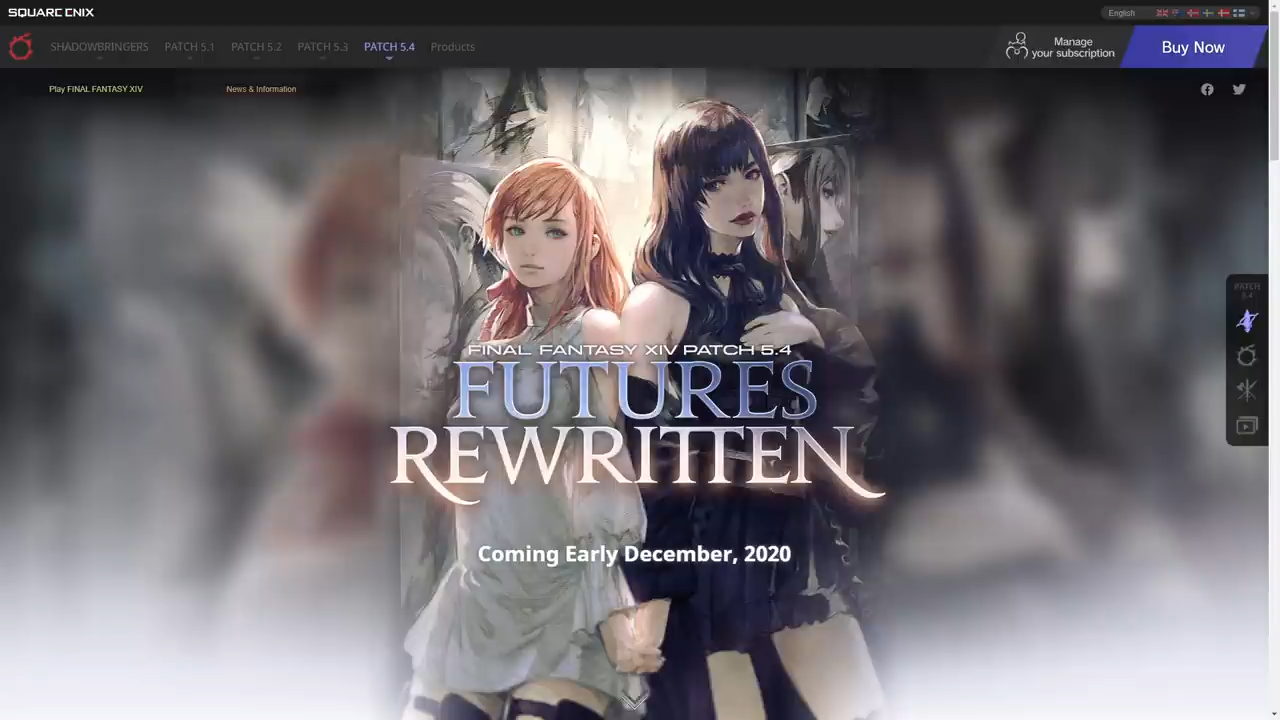 SQUARE ENIX
English
SHADOWBRINGERS PATCH 5.1 PATCH 5.2 PATCH 5.3 PATCH 5.4 Products
Manage
your subscription
Buy Now
Play FINAL FANTASY XIV
News & Information
PATCH
5.4
FINAL FANTASY XIV PATCH 5.4
FUTURES
REWRITTEN
Coming Early December, 2020